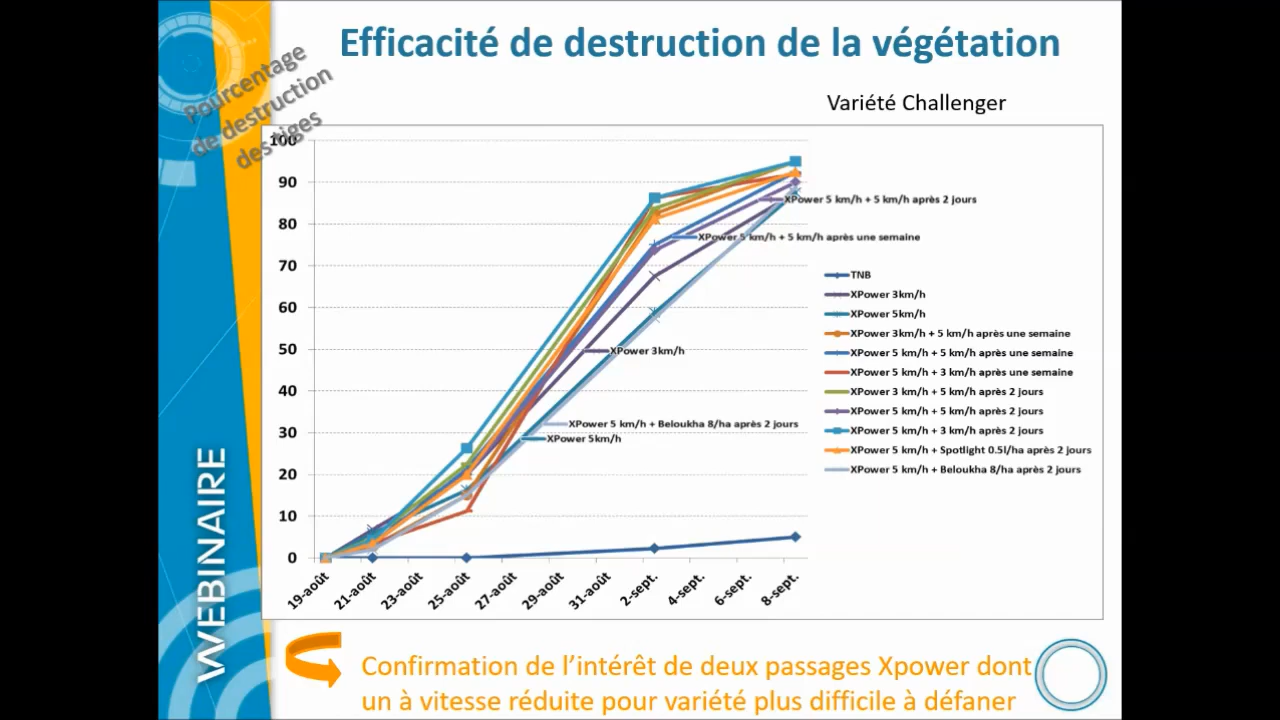 Efficacité de destruction de la végétation
Pourcentage
de destruction
des tiges
Variété Challenger
100
90
80
70
60
50
40
30
20
10
0
19-août
21-août
23-août
25-août
27-août
29-août
31-août
2-sept.
4-sept.
6-sept.
8-sept.
XPower 5 km/h + 5 km/h après 2 jours
XPower 5 km/h + 5 km/h après une semaine
XPower 3km/h
XPower 5 km/h + Beloukha 8/ha après 2 jours
XPower 5km/h
TNB
XPower 3km/h
XPower 5km/h
XPower 3km/h + 5 km/h après une semaine
XPower 5 km/h + 5 km/h après une semaine
XPower 5 km/h + 3 km/h après une semaine
XPower 3 km/h + 5 km/h après 2 jours
XPower 5 km/h + 5 km/h après 2 jours
XPower 5 km/h + 3 km/h après 2 jours
XPower 5 km/h + Spotlight 0.5l/ha après 2 jours
XPower 5 km/h + Beloukha 8/ha après 2 jours
WEBINAIRE
Confirmation de l'intérêt de deux passages Xpower dont
un à vitesse réduite pour variété plus difficile à défaner